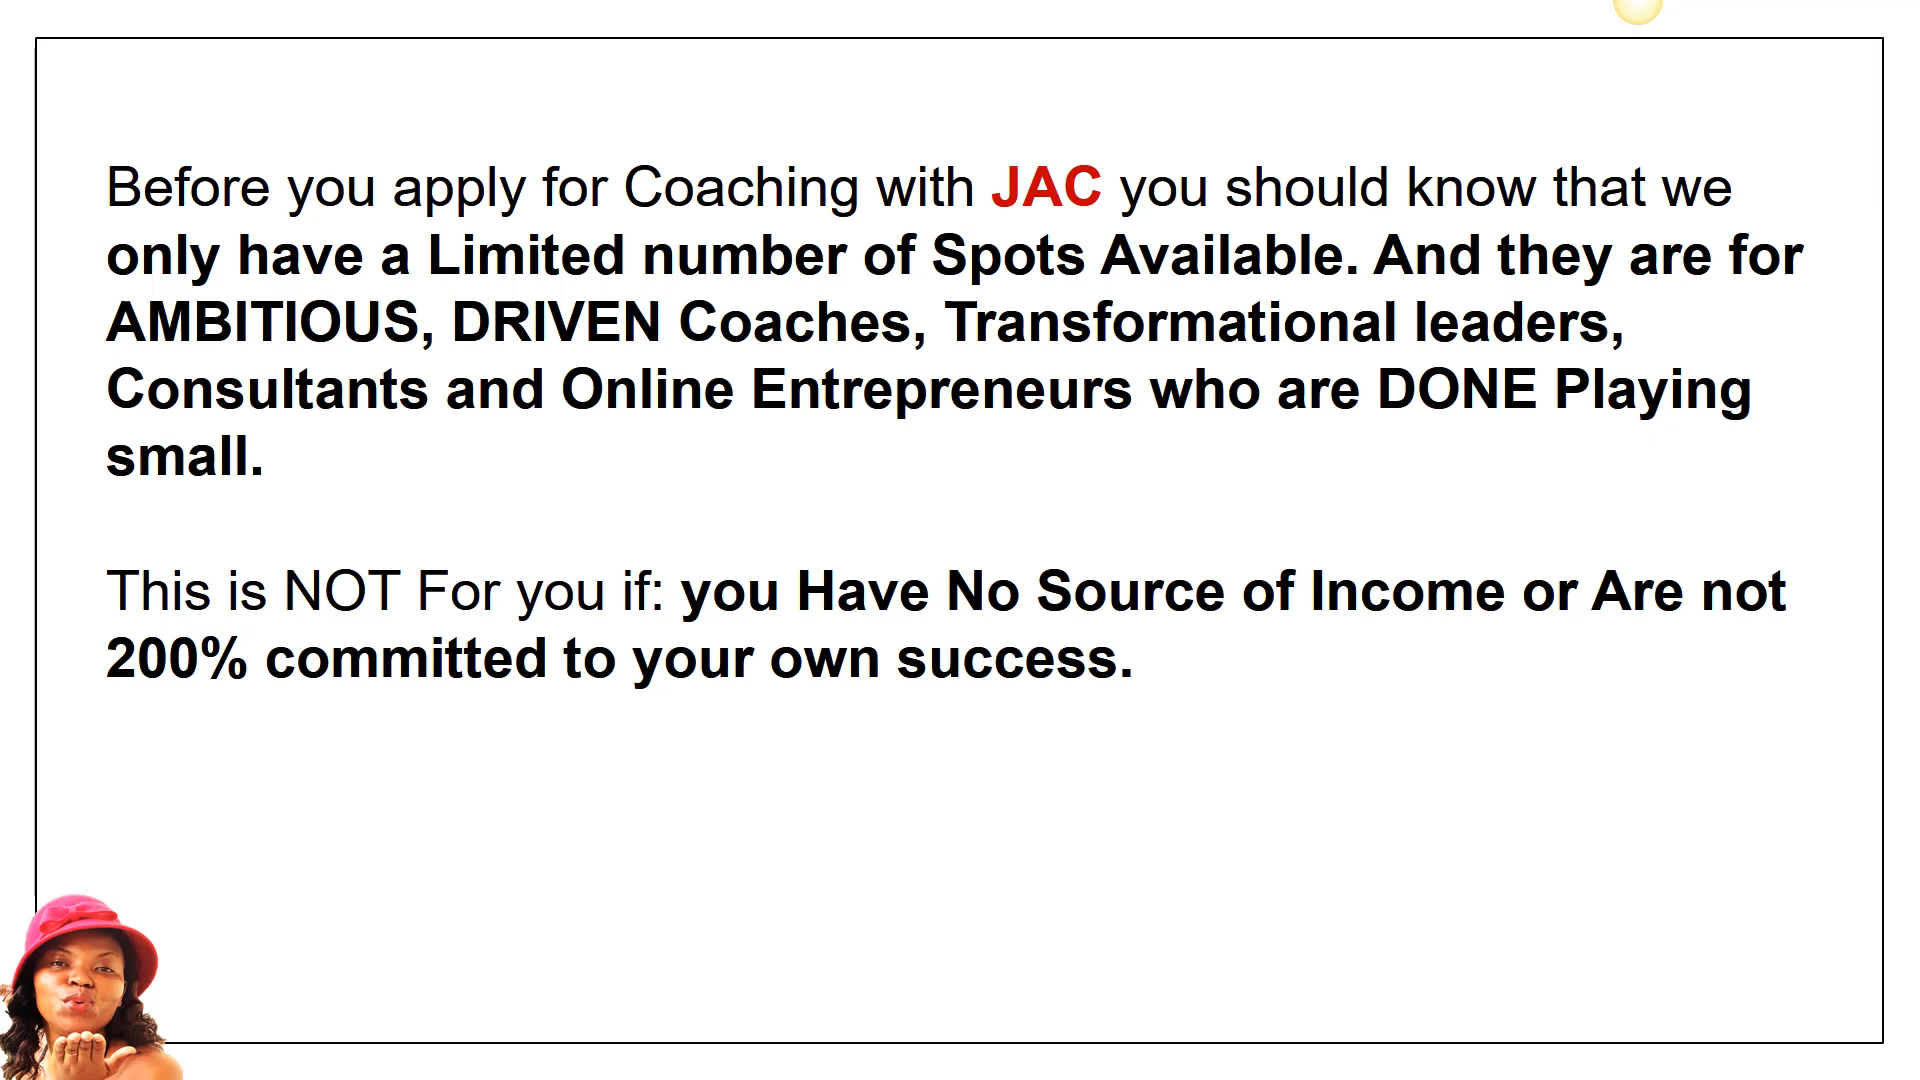 Before you apply for Coaching with JAC you should know that we
only have a Limited number of Spots Available. And they are for
AMBITIOUS, DRIVEN Coaches, Transformational leaders,
Consultants and Online Entrepreneurs who are DONE Playing
small.
This is NOT For you if: you Have No Source of Income or Are not
200% committed to your own success.